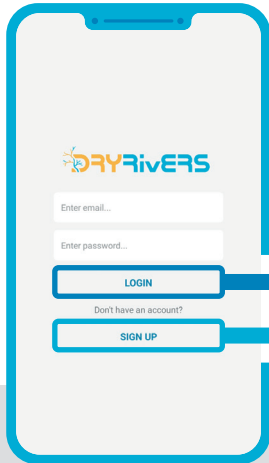 DRYRivERS
Enter email...
Enter password...
LOGIN
Don't have an account?
SIGN UP